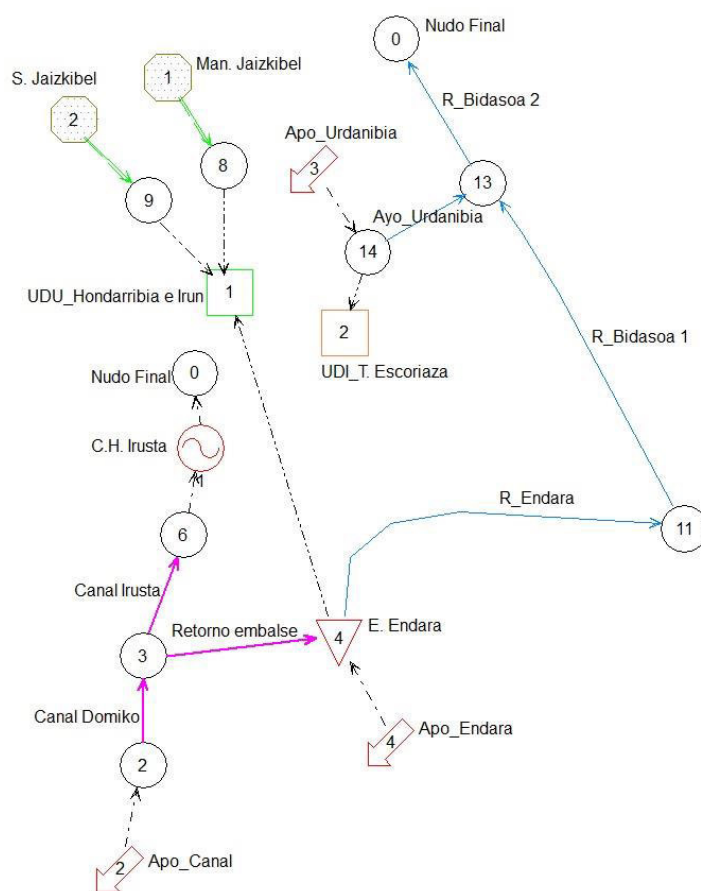 0
Nudo Final
Man. Jaizkibel
1
S. Jaizkibel
2
R_Bidasoa 2
Apo_Urdanibia
3
8
9
13
Ayo_Urdanibia
14
1
UDU_Hondarribia e Irun
2
UDI_T. Escoriaza
R_Bidasoa 1
Nudo Final
0
C.H. Irusta
1
R_Endara
11
6
Canal Irusta
Retorno embalse
4
E. Endara
3
Canal Domiko
Apo_Endara
4
2
2
Apo_Canal